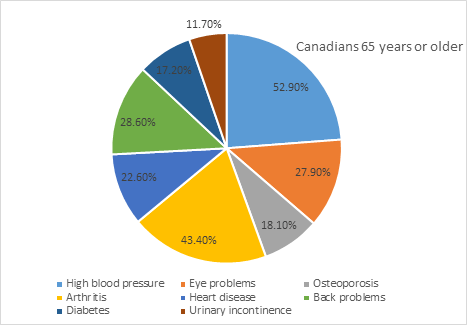 11.70%
Canadians 65 years or older
17.20%
52.90%
28.60%
22.60%
27.90%
18.10%
43.40%
High blood pressure Eye problems Osteoporosis
Arthritis Heart disease Back problems
Diabetes Urinary incontinence